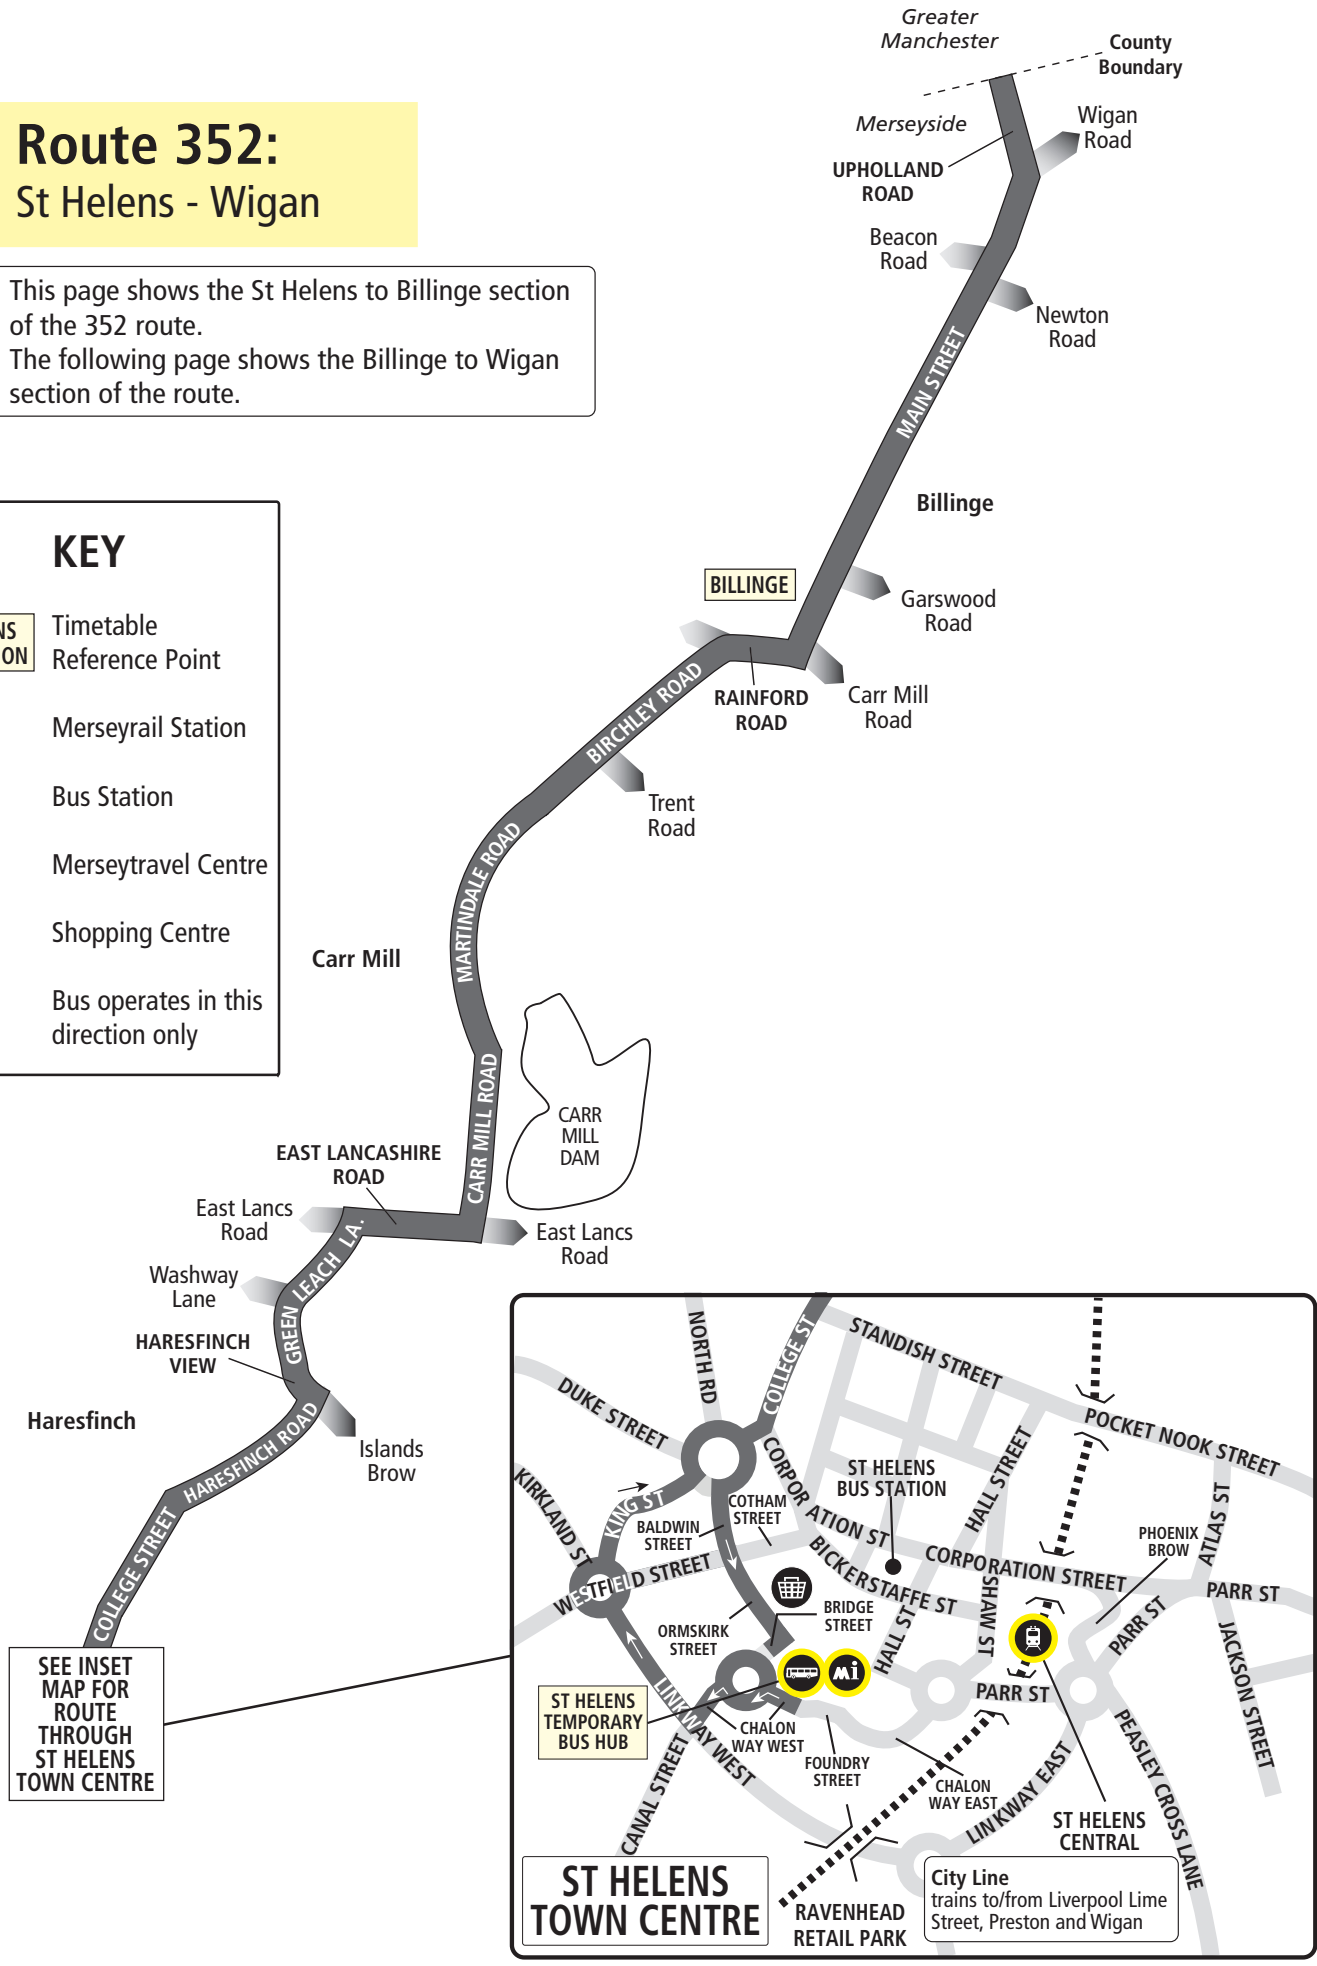 Greater
Manchester
County
Boundary
Merseyside
Wigan
Road
UPHOLLAND
ROAD
Route 352:
St Helens - Wigan
Beacon
Road
Newton
Road
This page shows the St Helens to Billinge section
of the 352 route.
The following page shows the Billinge to Wigan
section of the route.
MAIN STREET
Billinge
KEY
BILLINGE
Garswood
Road
NS
ON
Timetable
Reference Point
Merseyrail Station
Bus Station
Merseytravel Centre
Shopping Centre
Bus operates in this
direction only
RAINFORD
ROAD
Carr Mill
Road
BIRCHLEY ROAD
Trent
Road
MARTINDALE ROAD
Carr Mill
CARR MILL ROAD
CARR
MILL
DAM
EAST LANCASHIRE
ROAD
East Lancs
Road
East Lancs
Road
Washway
Lane
GREEN LEACH LA.
HARESFINCH
VIEW
Haresfinch
HARESFINCH ROAD
Islands
Brow
COLLEGE STREET
SEE INSET
MAP FOR
ROUTE
THROUGH
ST HELENS
TOWN CENTRE
NORTH RD
COLLEGE ST
STANDISH STREET
DUKE STREET
POCKET NOOK STREET
KIRKLAND ST
KING ST
CORPORATION ST
ST HELENS
BUS STATION
HALL STREET
ATLAS ST
COTHAM
STREET
BALDWIN
STREET
PHOENIX
BROW
WESTFIELD STREET
BICKERSTAFFE ST
CORPORATION STREET
PARR ST
SHAW ST
BRIDGE
STREET
ORMSKIRK
STREET
HALL ST
PARR ST
JACKSON STREET
mi
ST HELENS
TEMPORARY
BUS HUB
LINKWAY WEST
CHALON
WAY WEST
PARR ST
FOUNDRY
STREET
CHALON
WAY EAST
CANAL STREET
LINKWAY EAST
PEASLEY CROSS LANE
ST HELENS
CENTRAL
ST HELENS
TOWN CENTRE
RAVENHEAD
RETAIL PARK
City Line
trains to/from Liverpool Lime
Street, Preston and Wigan